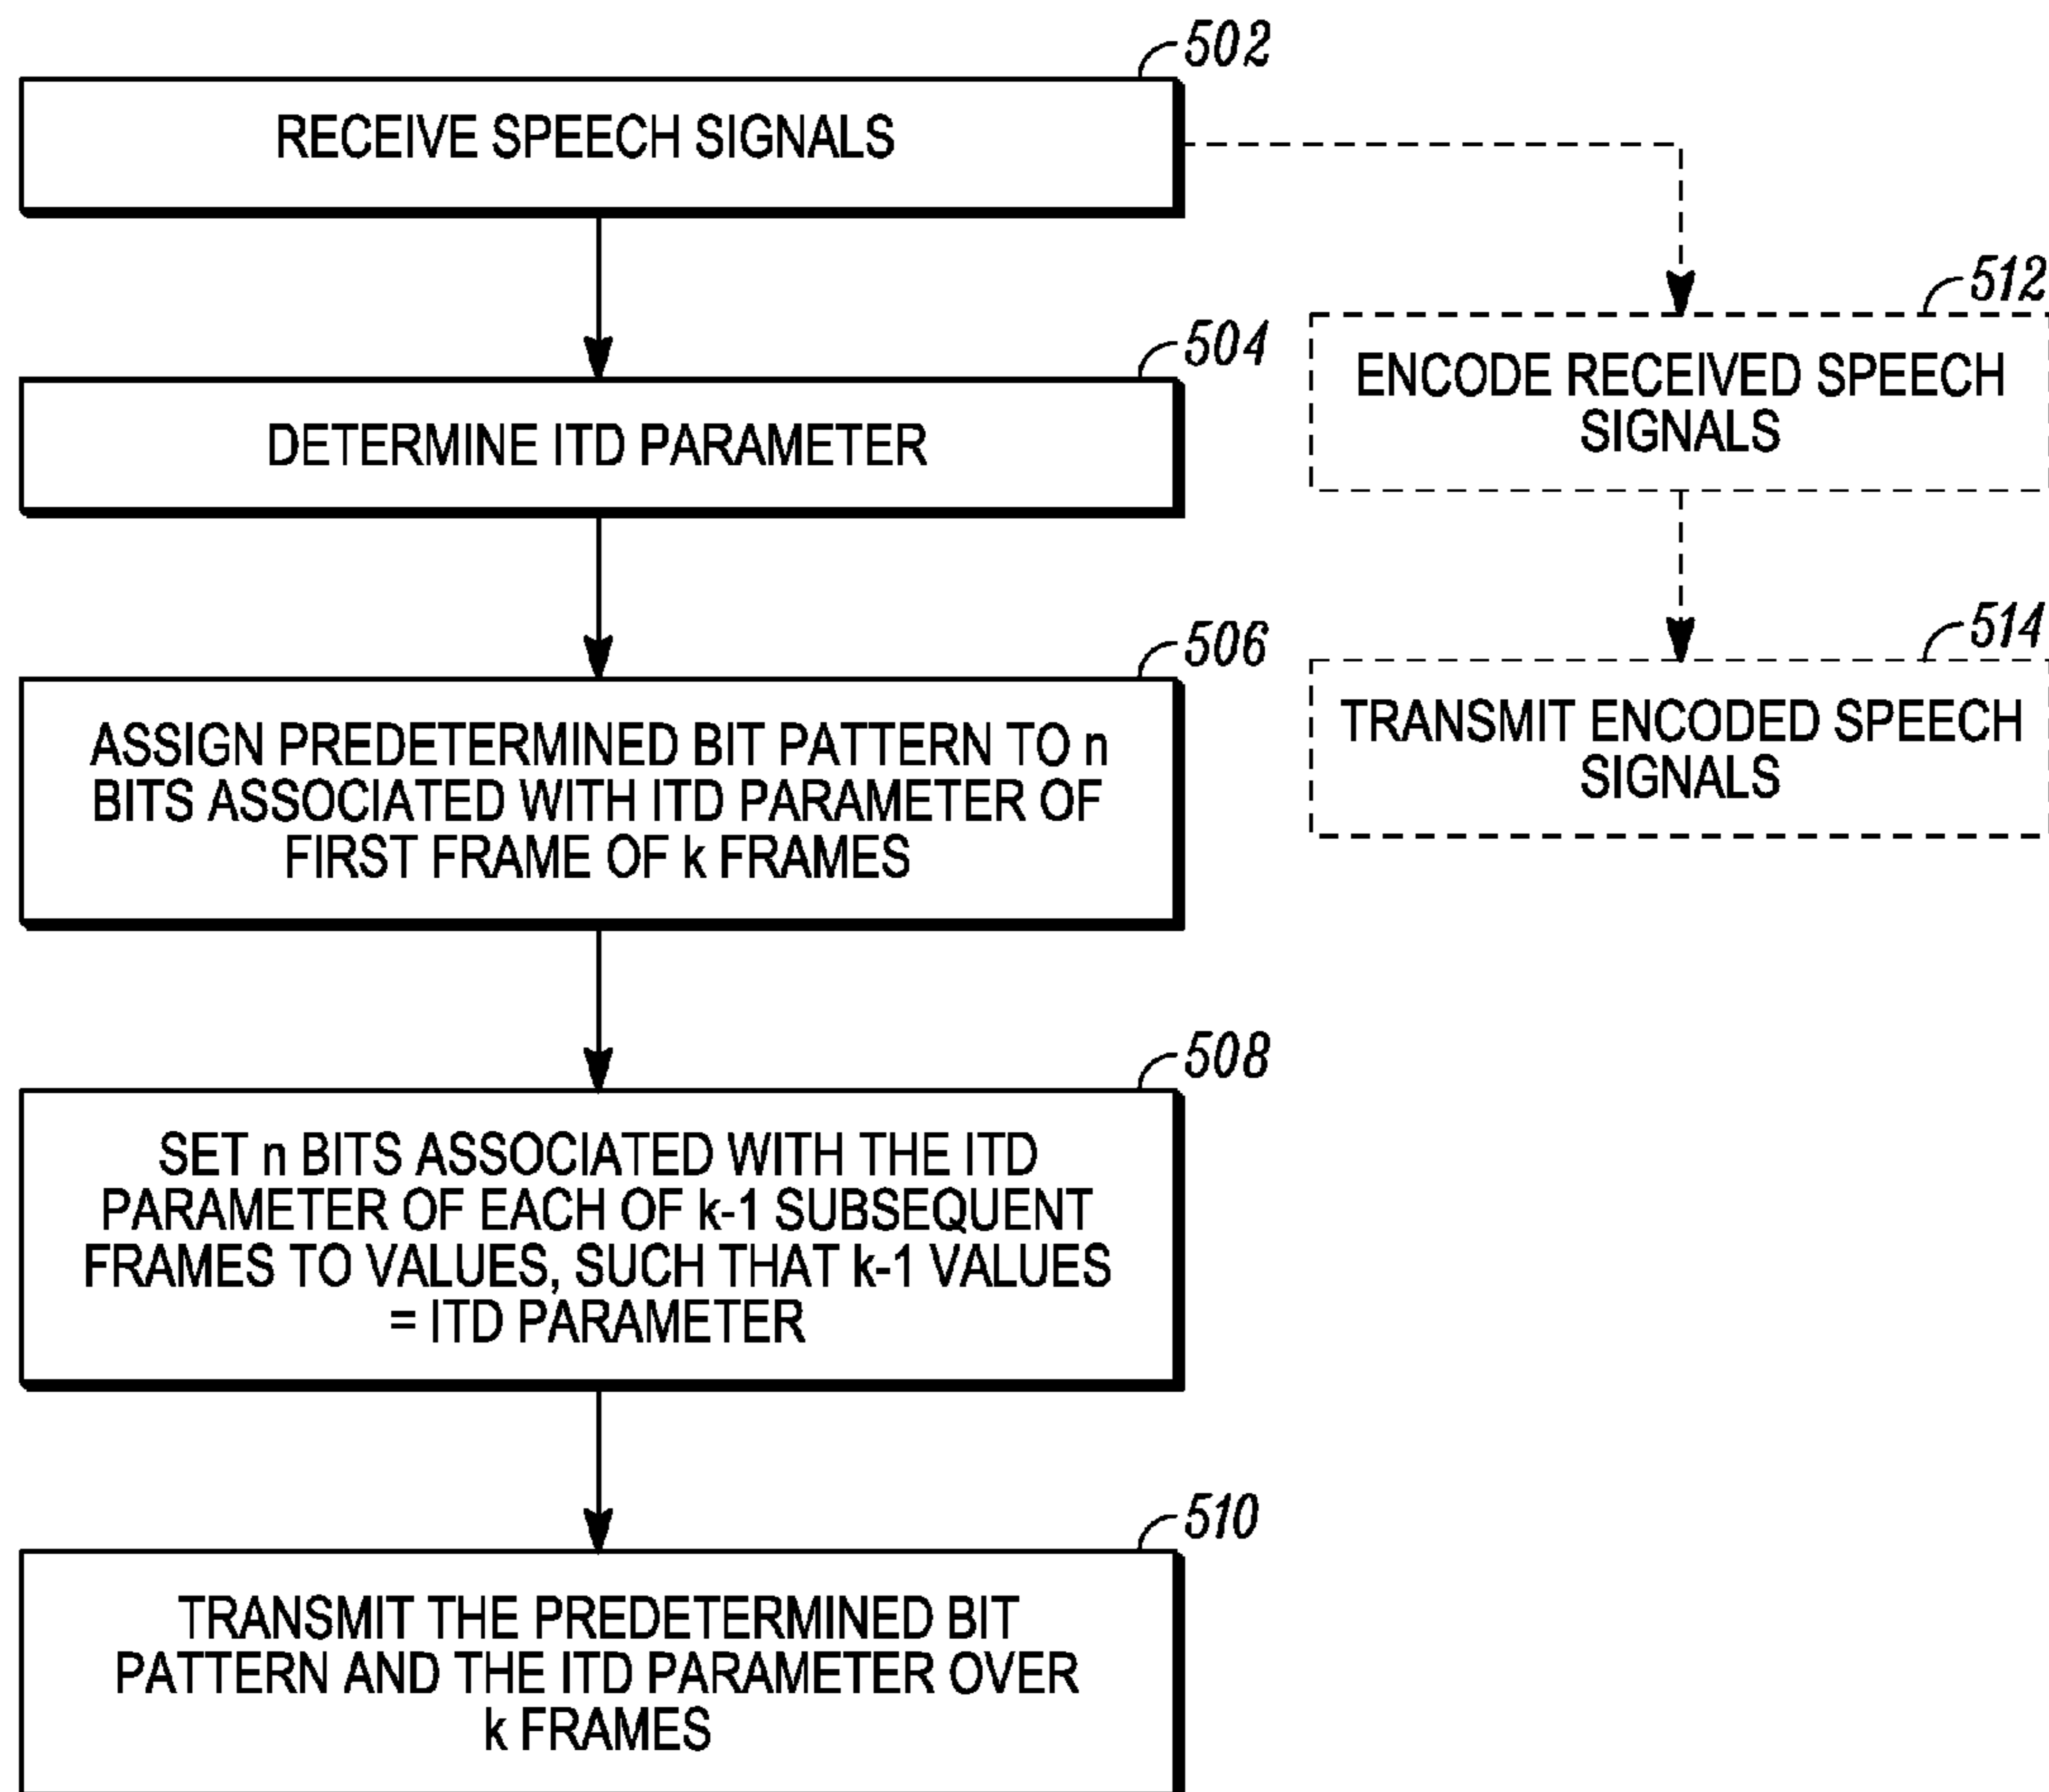 502
RECEIVE SPEECH SIGNALS
504
DETERMINE ITD PARAMETER
506
ASSIGN PREDETERMINED BIT PATTERN TO n
BITS ASSOCIATED WITH ITD PARAMETER OF
FIRST FRAME OF k FRAMES
508
SET n BITS ASSOCIATED WITH THE ITD
PARAMETER OF EACH OF k-1 SUBSEQUENT
FRAMES TO VALUES, SUCH THAT k-1 VALUES
= ITD PARAMETER
510
TRANSMIT THE PREDETERMINED BIT
PATTERN AND THE ITD PARAMETER OVER
k FRAMES
512
ENCODE RECEIVED SPEECH
SIGNALS
514
TRANSMIT ENCODED SPEECH
SIGNALS